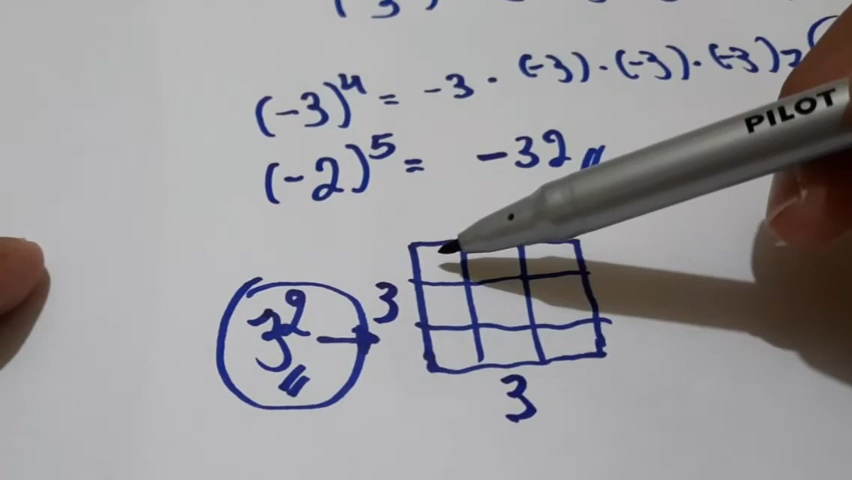 (-3)⁴ = -3 · (-3) · (-3) · (-3) =
(-2)⁵ = -32
PILOT
3² 3
3